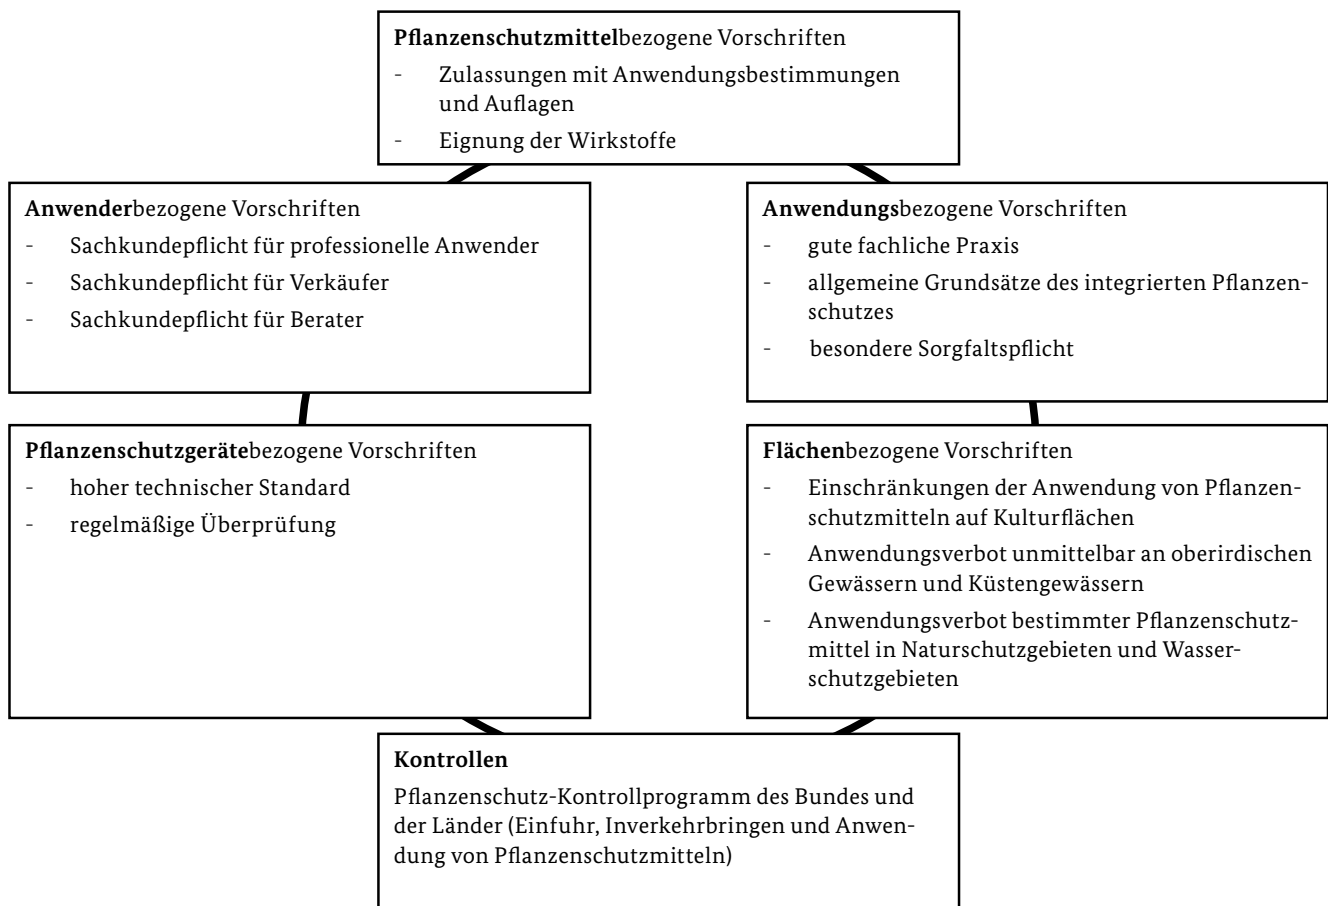 Pflanzenschutzmittelbezogene Vorschriften
- Zulassungen mit Anwendungsbestimmungen
und Auflagen
- Eignung der Wirkstoffe
Anwenderbezogene Vorschriften
- Sachkundepflicht für professionelle Anwender
- Sachkundepflicht für Verkäufer
- Sachkundepflicht für Berater
Anwendungsbezogene Vorschriften
- gute fachliche Praxis
- allgemeine Grundsätze des integrierten Pflanzen-
schutzes
- besondere Sorgfaltspflicht
Pflanzenschutzgerätebezogene Vorschriften
- hoher technischer Standard
- regelmäßige Überprüfung
Flächenbezogene Vorschriften
- Einschränkungen der Anwendung von Pflanzen-
schutzmitteln auf Kulturflächen
- Anwendungsverbot unmittelbar an oberirdischen
Gewässern und Küstengewässern
- Anwendungsverbot bestimmter Pflanzenschutz-
mittel in Naturschutzgebieten und Wasser-
schutzgebieten
Kontrollen
Pflanzenschutz-Kontrollprogramm des Bundes und
der Länder (Einfuhr, Inverkehrbringen und Anwen-
dung von Pflanzenschutzmitteln)